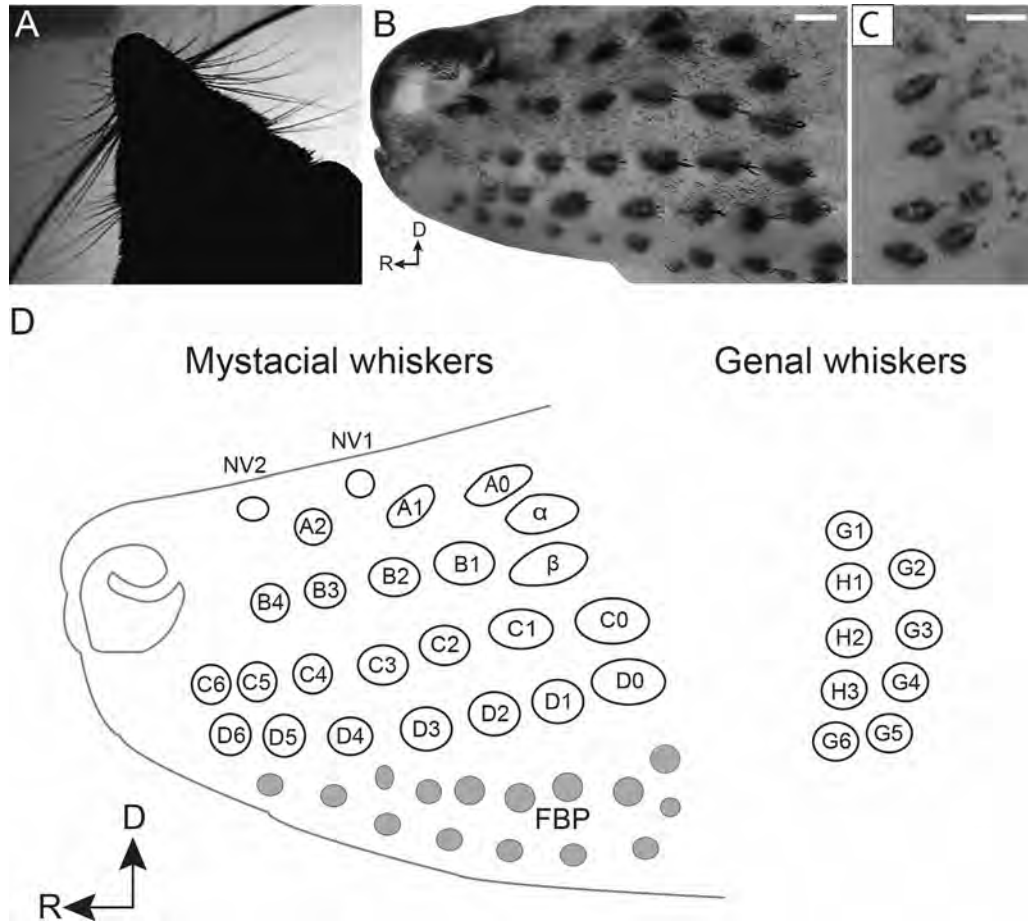 A
B
C
D
R
D
Mystacial whiskers
Genal whiskers
NV1
NV2
A0
A1
α
A2
G1
B1
β
G2
B2
H1
B3
B4
C0
C1
G3
H2
C2
C3
C4
C5
C6
D0
G4
H3
D1
D2
D3
D4
D5
D6
G5
G6
FBP
D
R